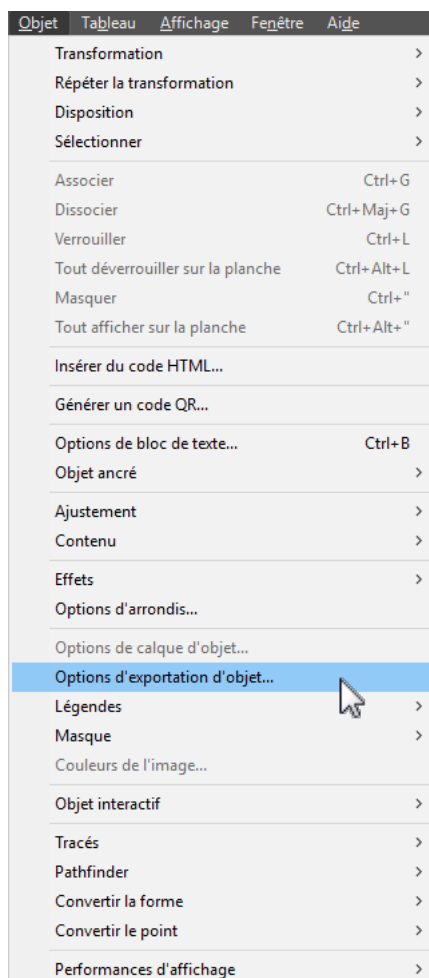 Objet Tableau Affichage Fenêtre Aide
Transformation >
Répéter la transformation >
Disposition >
Sélectionner >
Associer Ctrl+G
Dissocier Ctrl+Maj+G
Verrouiller Ctrl+L
Tout déverrouiller sur la planche Ctrl+Alt+L
Masquer Ctrl+"
Tout afficher sur la planche Ctrl+Alt+"
Insérer du code HTML...
Générer un code QR...
Options de bloc de texte... Ctrl+B
Objet ancré >
Ajustement >
Contenu >
Effets >
Options d'arrondis...
Options de calque d'objet...
Options d'exportation d'objet...
Légendes >
Masque >
Couleurs de l'image...
Objet interactif >
Tracés >
Pathfinder >
Convertir la forme >
Convertir le point >
Performances d'affichage >